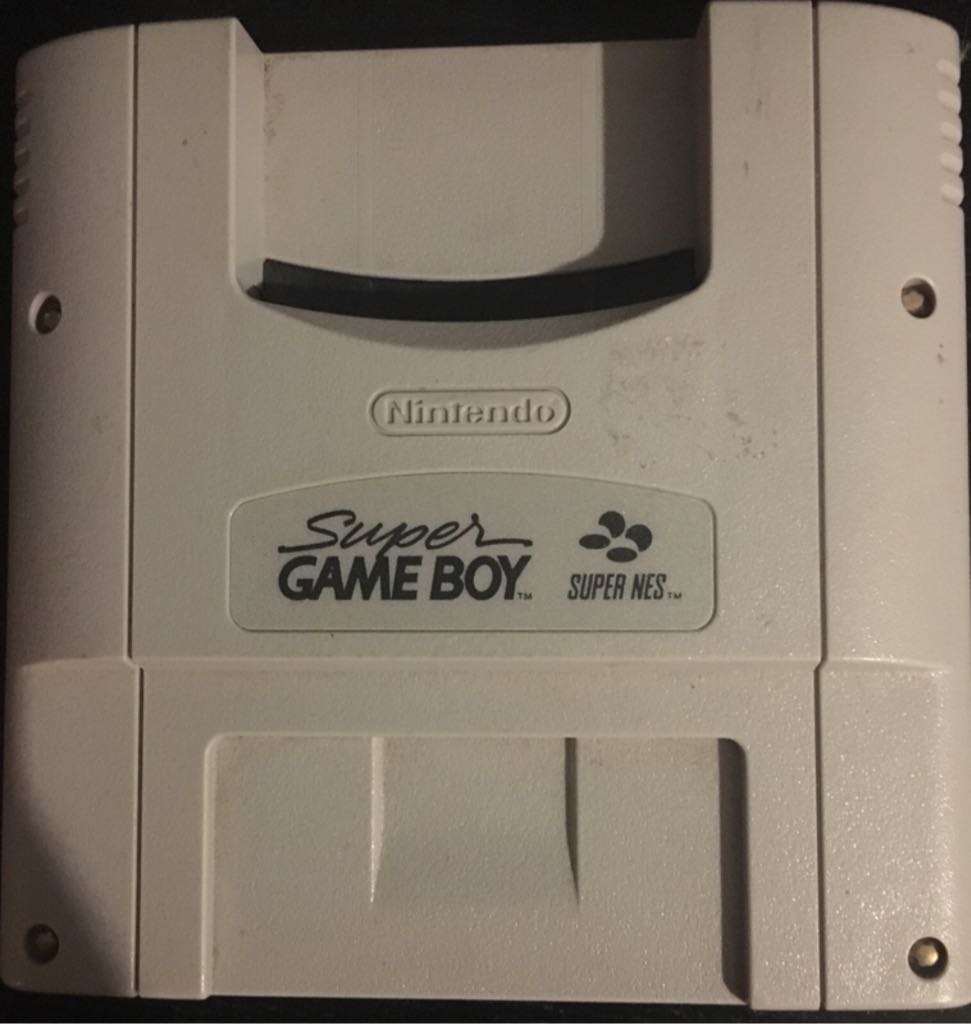 Nintendo
Super
GAME BOY™
SUPER NES™